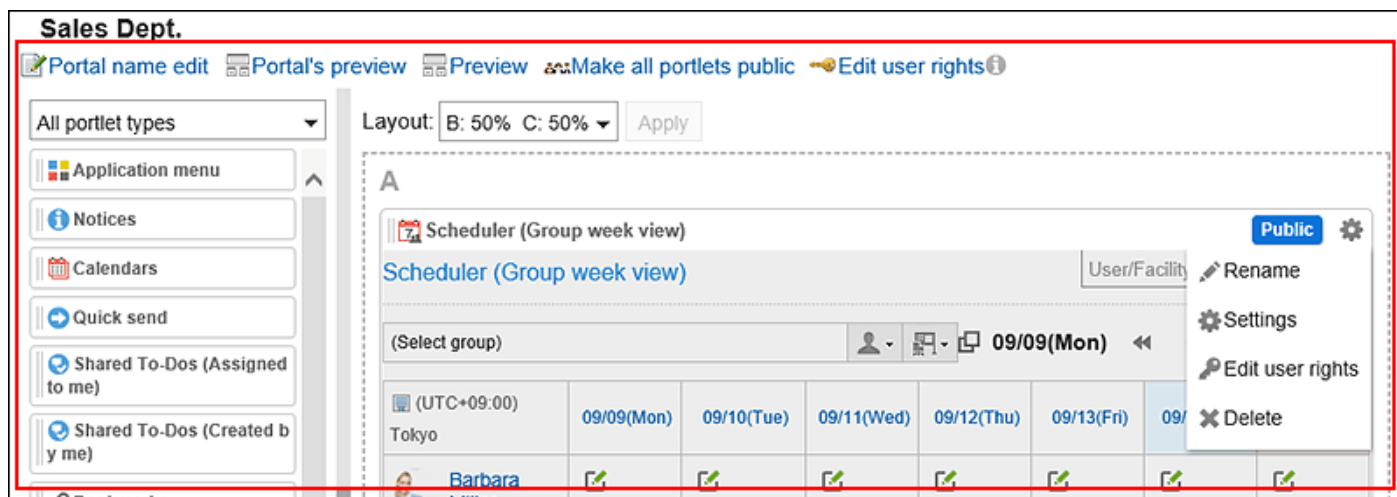 Sales Dept.
Portal name edit Portal's preview Preview Make all portlets public Edit user rights
All portlet types
Application menu
Notices
Calendars
Quick send
Shared To-Dos (Assigned
to me)
Shared To-Dos (Created b
y me)
Layout: B: 50% C: 50% Apply
A
Scheduler (Group week view) Public
Scheduler (Group week view) User/Facility
Rename
Settings
Edit user rights
Delete
(Select group) 09/09(Mon)
(UTC+09:00)
Tokyo
09/09(Mon) 09/10(Tue) 09/11(Wed) 09/12(Thu) 09/13(Fri) 09/
Barbara